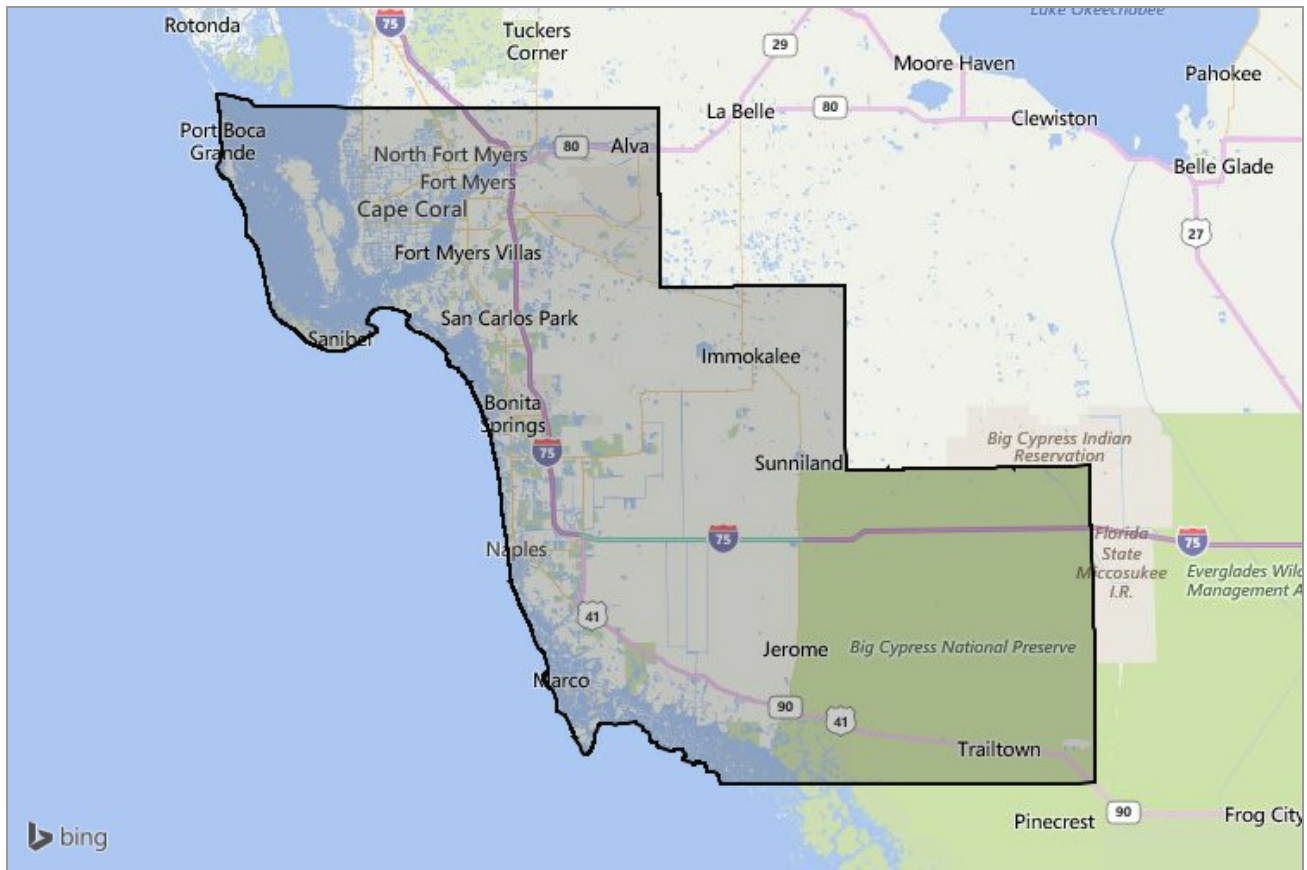 Lake Okeechobee
Rotonda
75
Tuckers
Corner
29
Moore Haven
Pahokee
La Belle
80
Clewiston
Port Boca
Grande
North Fort Myers
80
Alva
Belle Glade
Fort Myers
Cape Coral
27
Fort Myers Villas
San Carlos Park
Sanibel
Immokalee
Bonita
Springs
75
Sunniland
Big Cypress Indian
Reservation
Naples
75
Florida
State
Miccosukee
I.R.
75
Everglades Wild
Management A
41
Jerome
Big Cypress National Preserve
Marco
90
41
Trailtown
Pinecrest
90
Frog City
bing